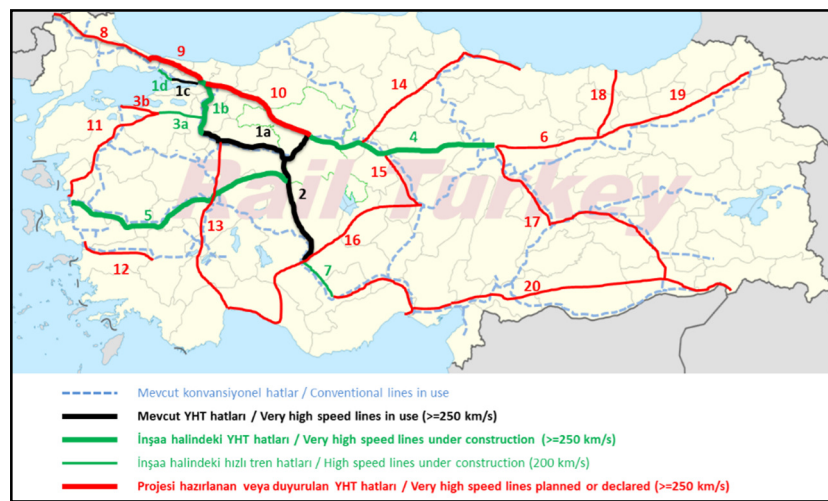 8
9
1d
1c
10
14
18
19
3b
1b
11
3a
1a
4
6
15
Rail Turkey
2
5
13
17
16
12
7
20
Mevcut konvansiyonel hatlar / Conventional lines in use
Mevcut YHT hatları / Very high speed lines in use (>=250 km/s)
İnşaa halindeki YHT hatları / Very high speed lines under construction (>=250 km/s)
İnşaa halindeki hızlı tren hatları / High speed lines under construction (200 km/s)
Projesi hazırlanan veya duyurulan YHT hatları / Very high speed lines planned or declared (>=250 km/s)